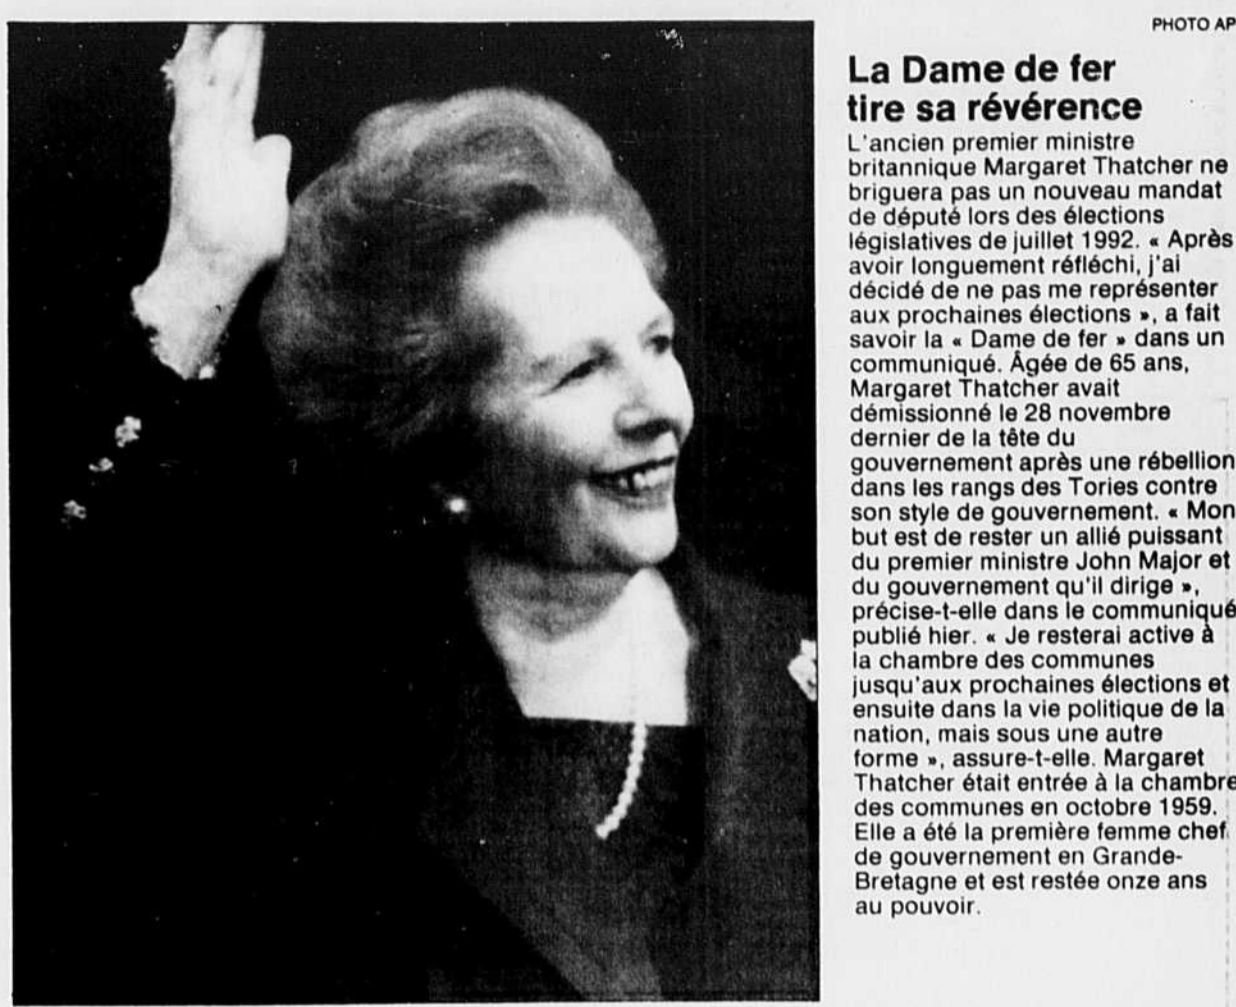 PHOTO AP
La Dame de fer
tire sa révérence
L'ancien premier ministre
britannique Margaret Thatcher ne
briguera pas un nouveau mandat
de député lors des élections
législatives de juillet 1992. « Après
avoir longuement réfléchi, j'ai
décidé de ne pas me représenter
aux prochaines élections », a fait
savoir la « Dame de fer » dans un
communiqué. Âgée de 65 ans,
Margaret Thatcher avait
démissionné le 28 novembre
dernier de la tête du
gouvernement après une rébellion
dans les rangs des Tories contre
son style de gouvernement. « Mon
but est de rester un allié puissant
du premier ministre John Major et
du gouvernement qu'il dirige »,
précise-t-elle dans le communiqué
publié hier. « Je resterai active à
la chambre des communes
jusqu'aux prochaines élections et
ensuite dans la vie politique de la
nation, mais sous une autre
forme », assure-t-elle. Margaret
Thatcher était entrée à la chambre
des communes en octobre 1959.
Elle a été la première femme chef
de gouvernement en Grande-
Bretagne et est restée onze ans
au pouvoir.